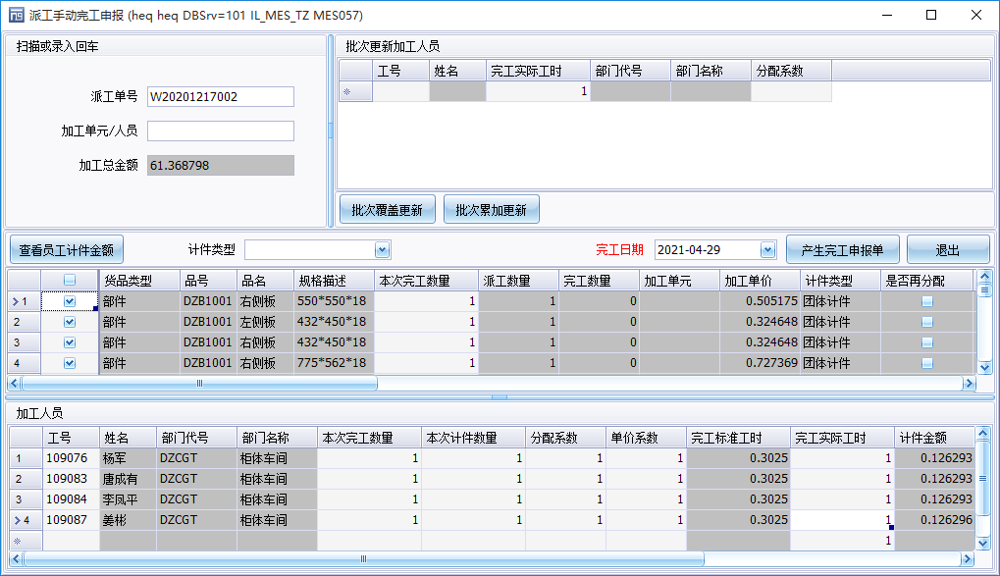 派工手动完工申报 (heq heq DBSrv=101 IL_MES_TZ MES057)
扫描或录入回车
派工单号 W20201217002
加工单元/人员
加工总金额 61.368798
批次更新加工人员
工号 姓名 完工实际工时 部门代号 部门名称 分配系数
1
批次覆盖更新 批次累加更新
查看员工计件金额 计件类型 完工日期 2021-04-29 产生完工申报单 退出
货品类型 品号 品名 规格描述 本次完工数量 派工数量 完工数量 加工单元 加工单价 计件类型 是否再分配
1 部件 DZB1001 右侧板 550*550*18 1 1 0 0.505175 团体计件
2 部件 DZB1001 左侧板 432*450*18 1 1 0 0.324648 团体计件
3 部件 DZB1001 右侧板 432*450*18 1 1 0 0.324648 团体计件
4 部件 DZB1001 右侧板 775*562*18 1 1 0 0.727369 团体计件
加工人员
工号 姓名 部门代号 部门名称 本次完工数量 本次计件数量 分配系数 单价系数 完工标准工时 完工实际工时 计件金额
1 109076 杨军 DZCGT 柜体车间 1 1 1 1 0.3025 1 0.126293
2 109083 唐成有 DZCGT 柜体车间 1 1 1 1 0.3025 1 0.126293
3 109084 李凤平 DZCGT 柜体车间 1 1 1 1 0.3025 1 0.126293
4 109087 姜彬 DZCGT 柜体车间 1 1 1 1 0.3025 1 0.126296
1